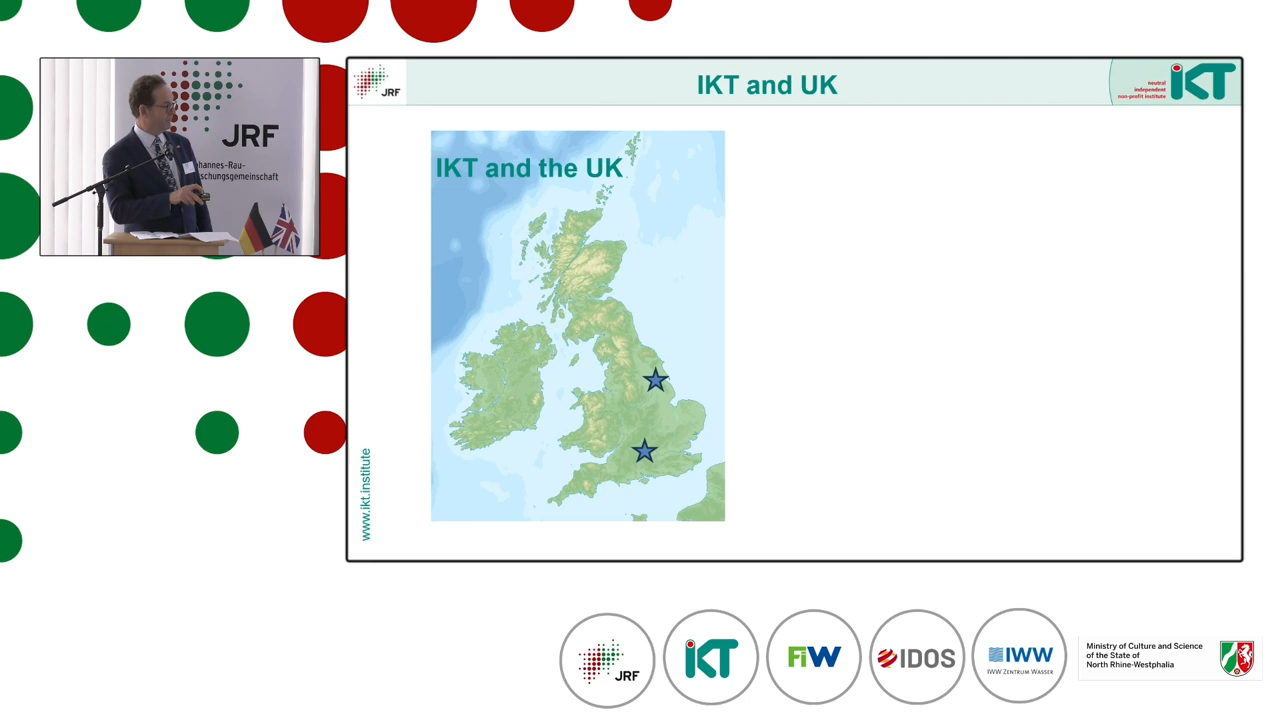 JRF
hannes-Rau-
schungsgemeinschaft
JRF
IKT and UK
neutral
independent
non-profit institute
iKT
IKT and the UK
www.ikt.institute
JRF
iKT
FiW
IDOS
IWW
IWW ZENTRUM WASSER
Ministry of Culture and Science
of the State of
North Rhine-Westphalia